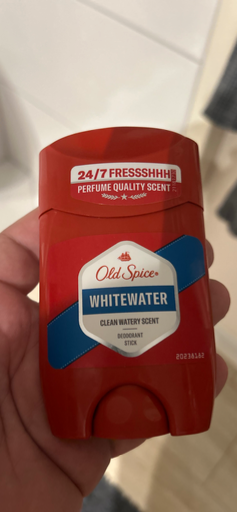 24/7 FRESSSHHH
PERFUME QUALITY SCENT
Old Spice
WHITEWATER
CLEAN WATERY SCENT
DEODORANT
STICK